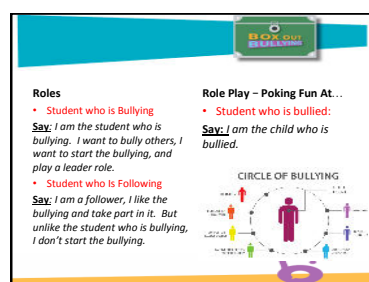 BOX OUT
BULLYING
Roles
• Student who is Bullying
Say: I am the student who is
bullying. I want to bully others, I
want to start the bullying, and
play a leader role.
• Student who Is Following
Say: I am a follower, I like the
bullying and take part in it. But
unlike the student who is bullying,
I don't start the bullying.
Role Play – Poking Fun At…
• Student who is bullied:
Say: I am the child who is
bullied.
CIRCLE OF BULLYING